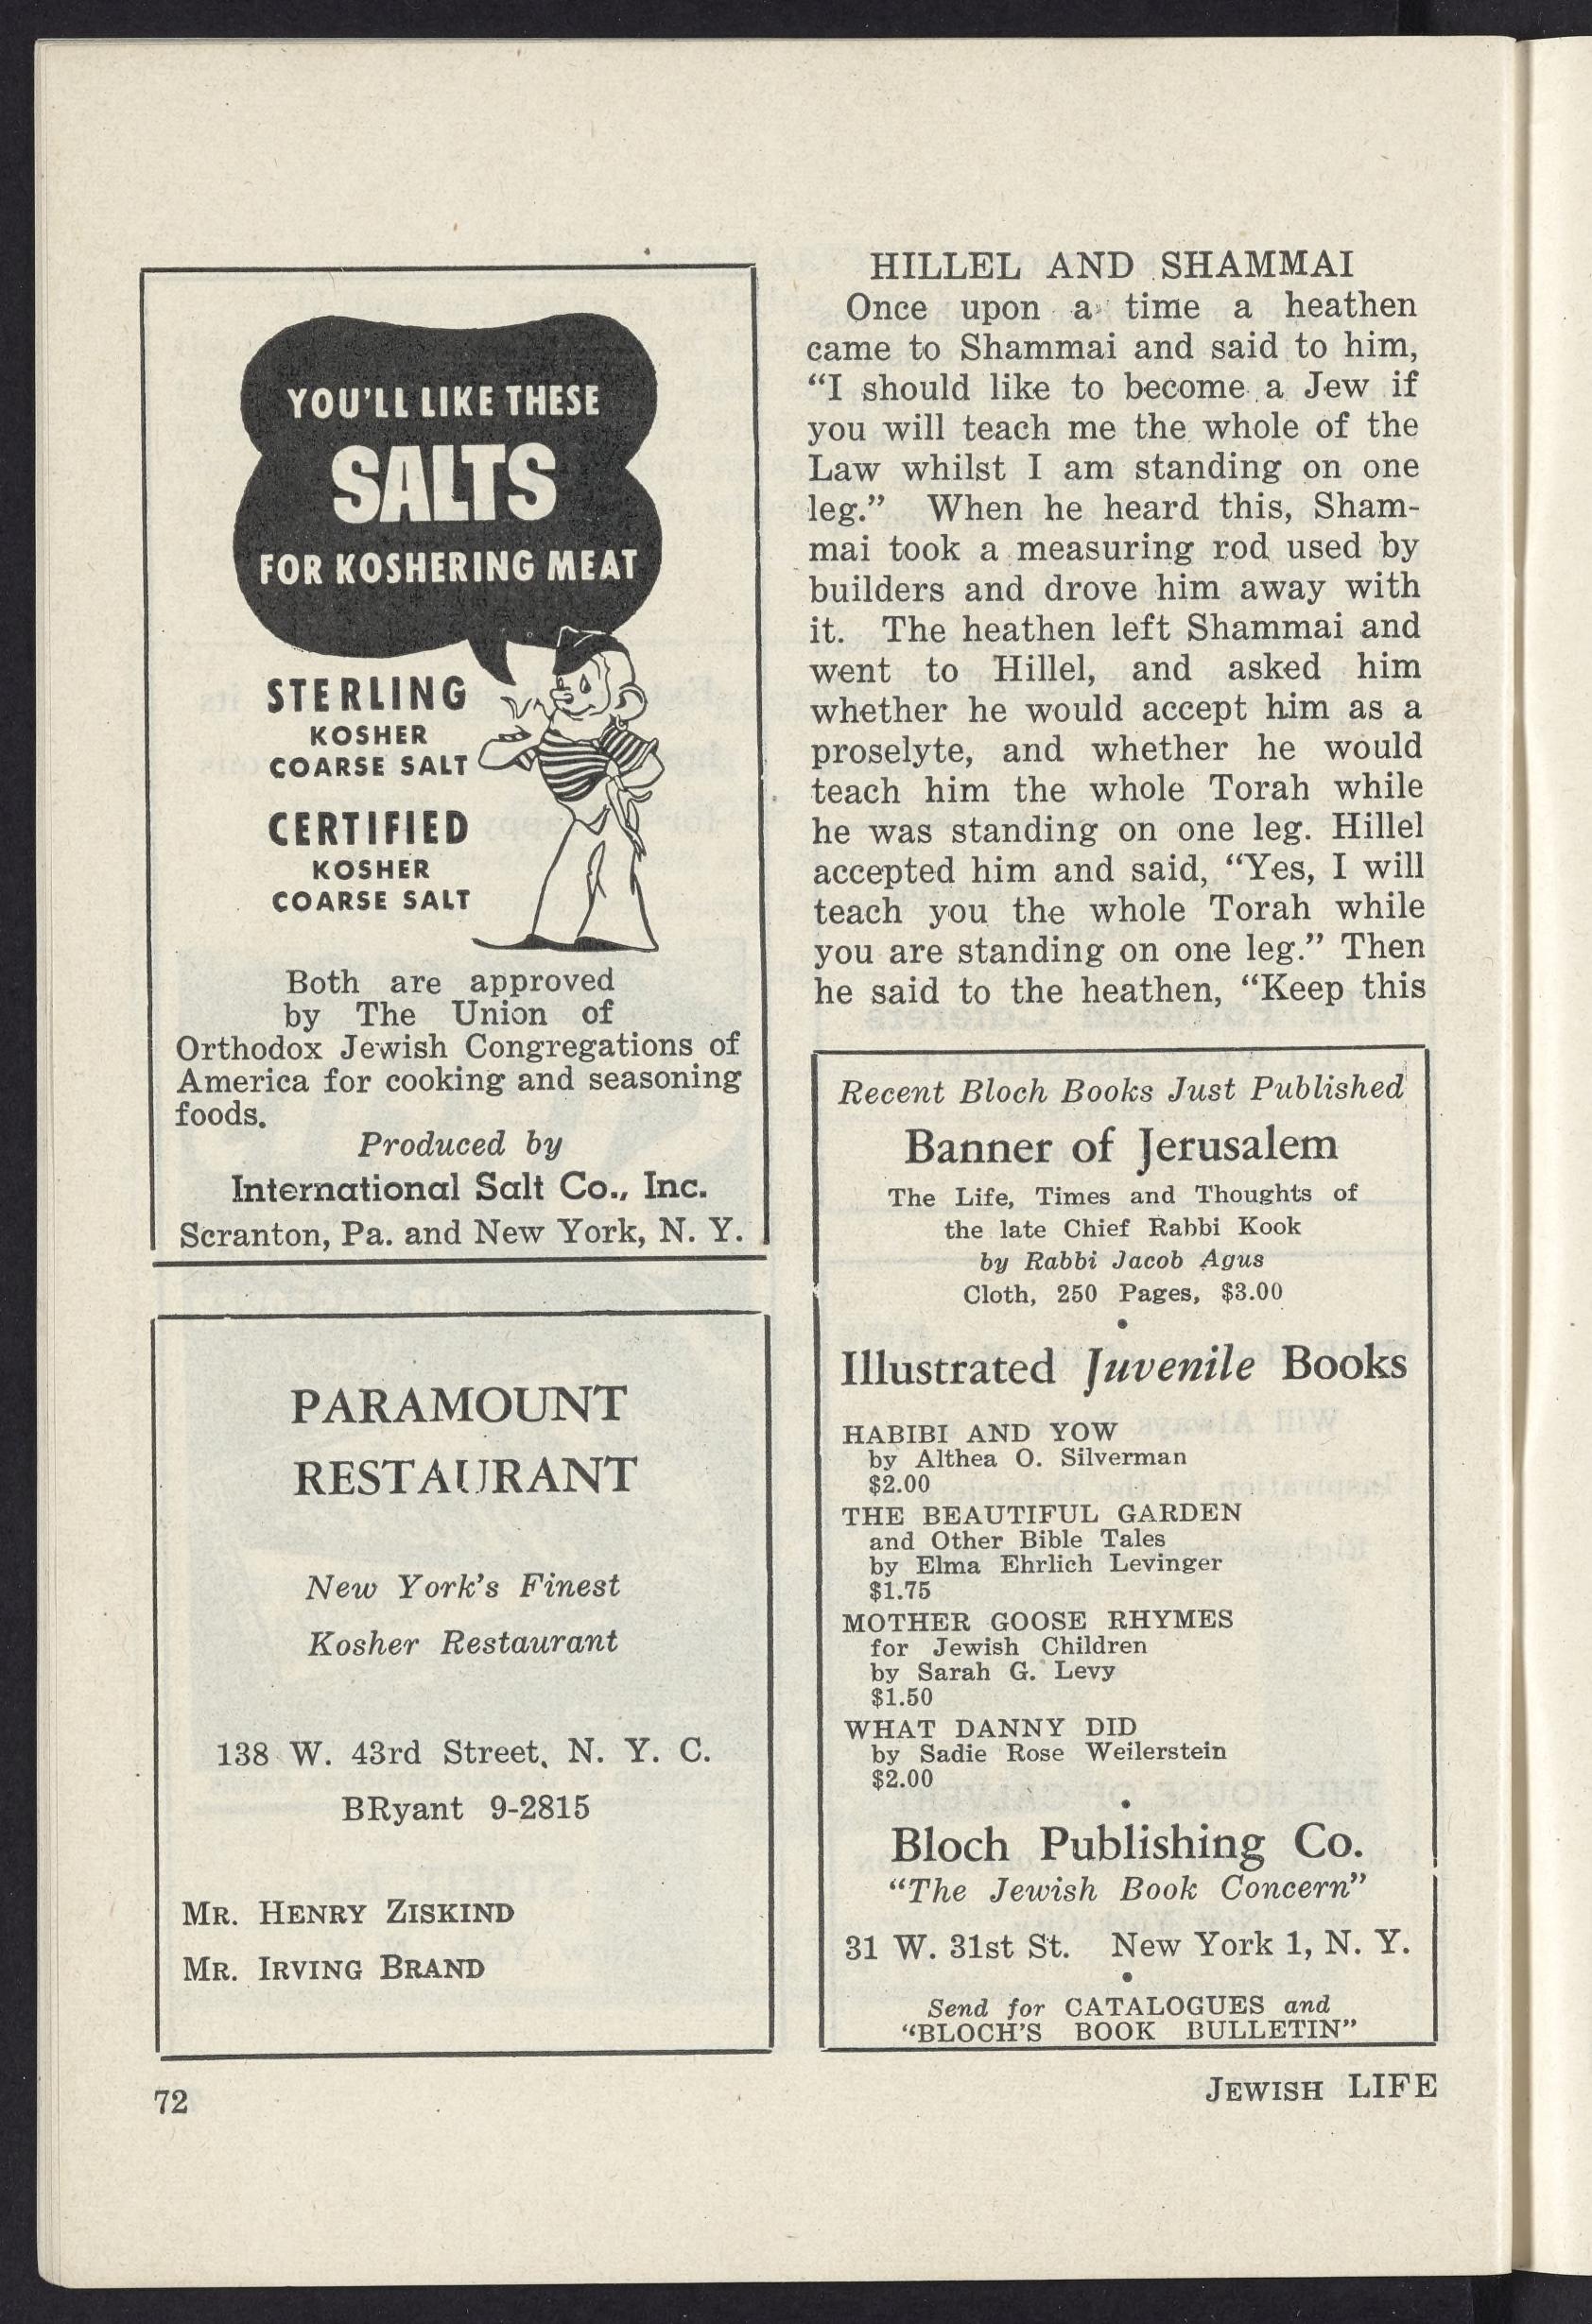 YOU'LL LIKE THESE
SALTS
FOR KOSHERING MEAT
STERLING
KOSHER
COARSE SALT
CERTIFIED
KOSHER
COARSE SALT
Both are approved
by The Union of
Orthodox Jewish Congregations of
America for cooking and seasoning
foods.
Produced by
International Salt Co., Inc.
Scranton, Pa. and New York, N. Y.
PARAMOUNT
RESTAURANT
New York's Finest
Kosher Restaurant
138 W. 43rd Street, N. Y. C.
BRyant 9-2815
MR. HENRY ZISKIND
MR. IRVING BRAND
HILLEL AND SHAMMAI
Once upon a time a heathen
came to Shammai and said to him,
“I should like to become a Jew if
you will teach me the whole of the
Law whilst I am standing on one
leg.” When he heard this, Sham-
mai took a measuring rod used by
builders and drove him away with
it. The heathen left Shammai and
went to Hillel, and asked him
whether he would accept him as a
proselyte, and whether he would
teach him the whole Torah while
he was standing on one leg. Hillel
accepted him and said, “Yes, I will
teach you the whole Torah while
you are standing on one leg.” Then
he said to the heathen, “Keep this
Recent Bloch Books Just Published
Banner of Jerusalem
The Life, Times and Thoughts of
the late Chief Rabbi Kook
by Rabbi Jacob Agus
Cloth, 250 Pages, $3.00
•
Illustrated Juvenile Books
HABIBI AND YOW
by Althea O. Silverman
$2.00
THE BEAUTIFUL GARDEN
and Other Bible Tales
by Elma Ehrlich Levinger
$1.75
MOTHER GOOSE RHYMES
for Jewish Children
by Sarah G. Levy
$1.50
WHAT DANNY DID
by Sadie Rose Weilerstein
$2.00
•
Bloch Publishing Co.
“The Jewish Book Concern”
31 W. 31st St. New York 1, N. Y.
•
Send for CATALOGUES and
“BLOCH'S BOOK BULLETIN”
72
JEWISH LIFE